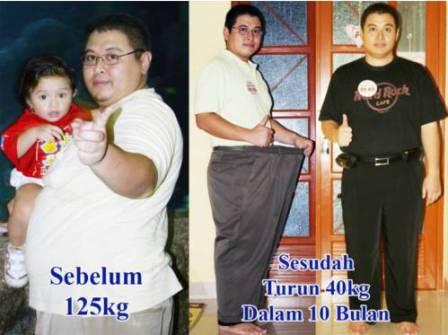 Sebelum
125kg
Hard Rock
CAFE
Sesudah
Turun 40kg
Dalam 10 Bulan